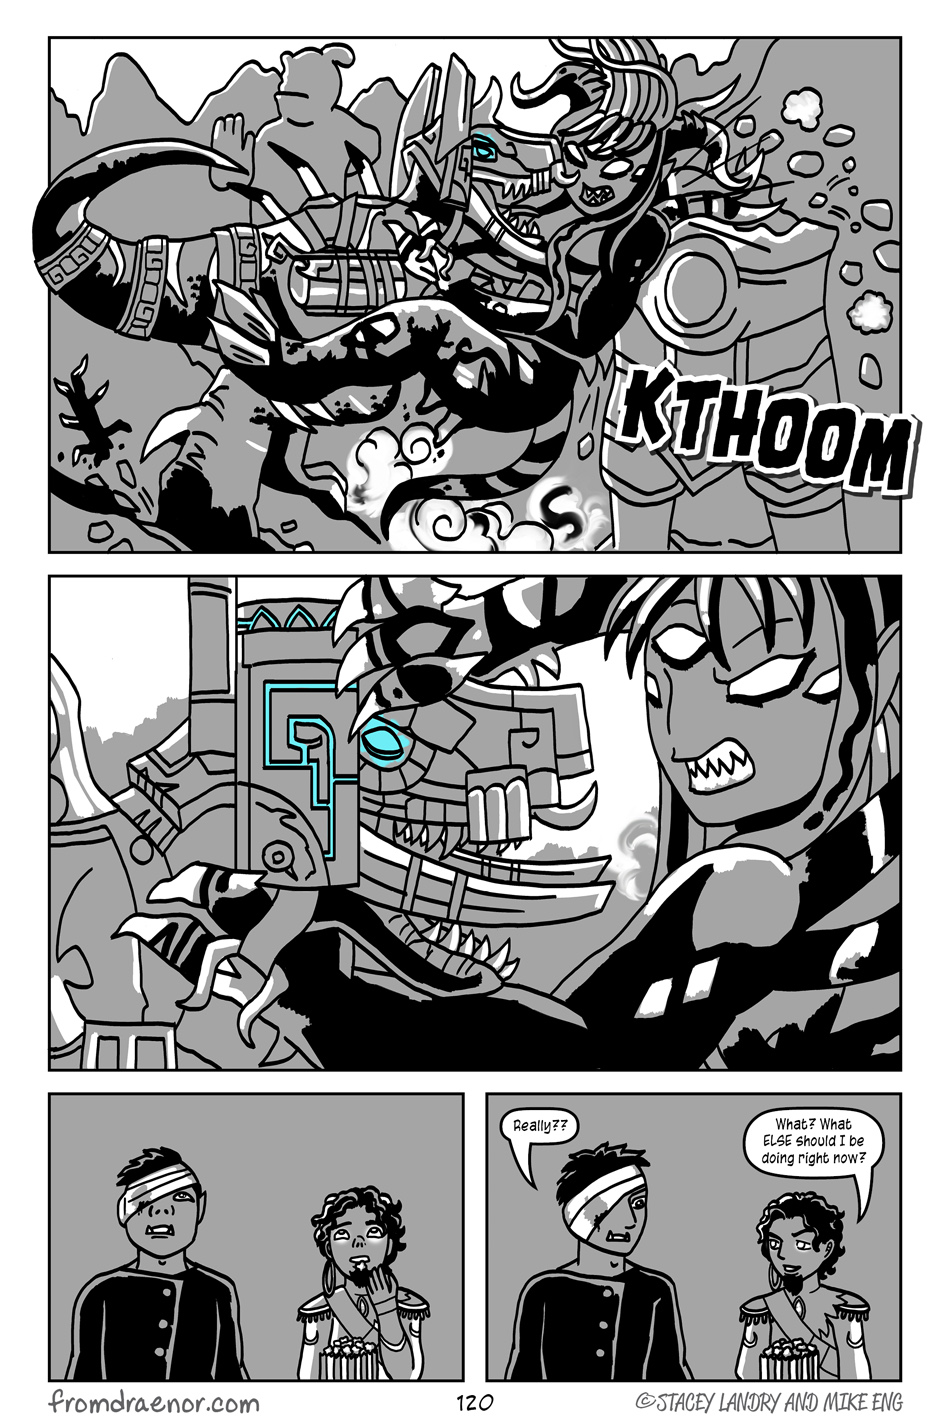 KTHOOM
Really??
What? What
ELSE should I be
doing right now?
fromdraenor.com
120
©STACEY LANDRY AND MIKE ENG